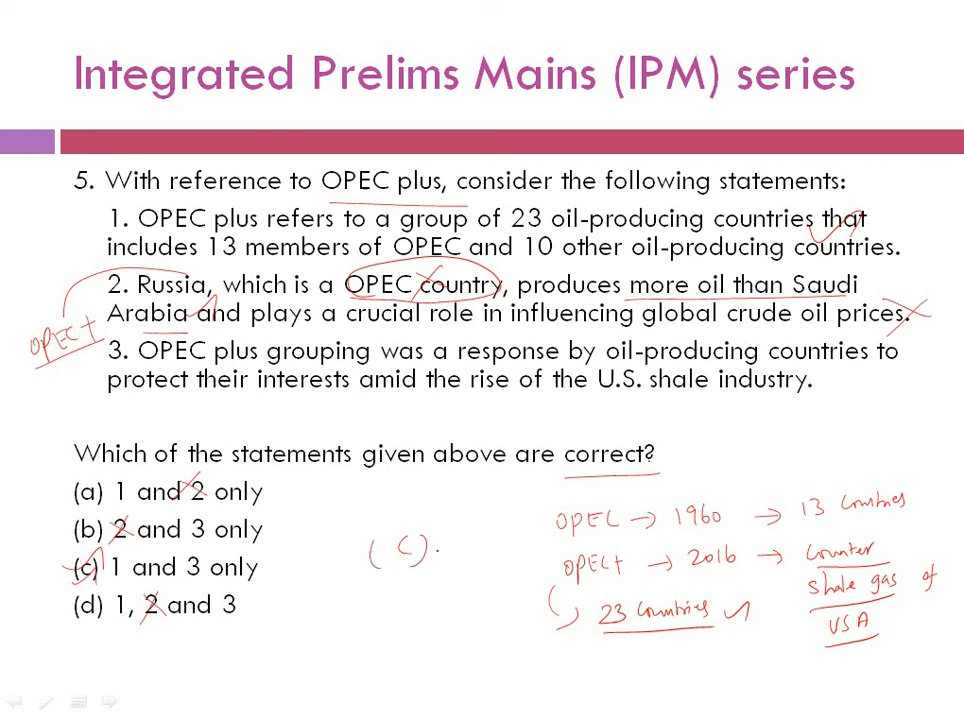 Integrated Prelims Mains (IPM) series
5. With reference to OPEC plus, consider the following statements:
1. OPEC plus refers to a group of 23 oil-producing countries that
includes 13 members of OPEC and 10 other oil-producing countries.
2. Russia, which is a OPEC country, produces more oil than Saudi
Arabia and plays a crucial role in influencing global crude oil prices.
OPEC+
3. OPEC plus grouping was a response by oil-producing countries to
protect their interests amid the rise of the U.S. shale industry.
Which of the statements given above are correct?
(a) 1 and 2 only
(b) 2 and 3 only
(c) 1 and 3 only
(d) 1, 2 and 3
(C).
OPEC → 1960 → 13 Countries
OPEC+ → 2016 → Counter
shale gas of
USA
23 Countries